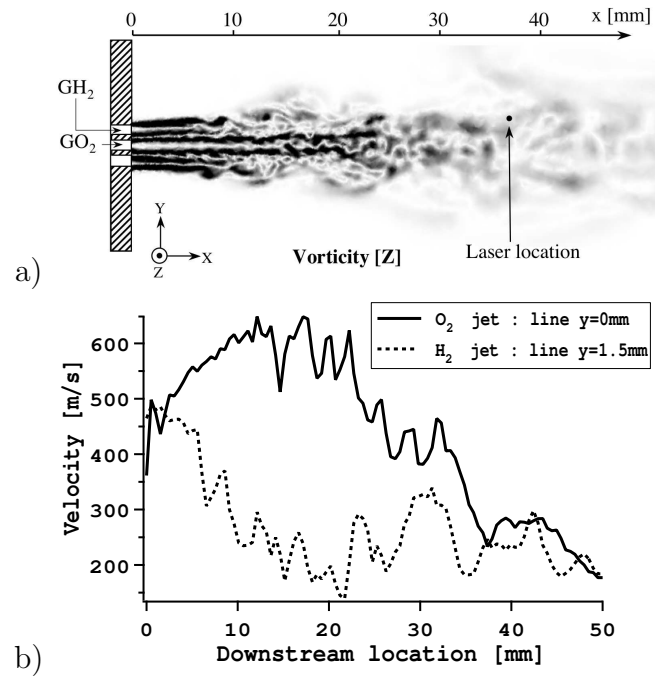 0 10 20 30 40 x [mm]
GH2
GO2
Y
X
Z
Vorticity [Z]
Laser location
a)
O2 jet : line y=0mm
H2 jet : line y=1.5mm
600
500
400
300
200
Velocity [m/s]
0 10 20 30 40 50
Downstream location [mm]
b)